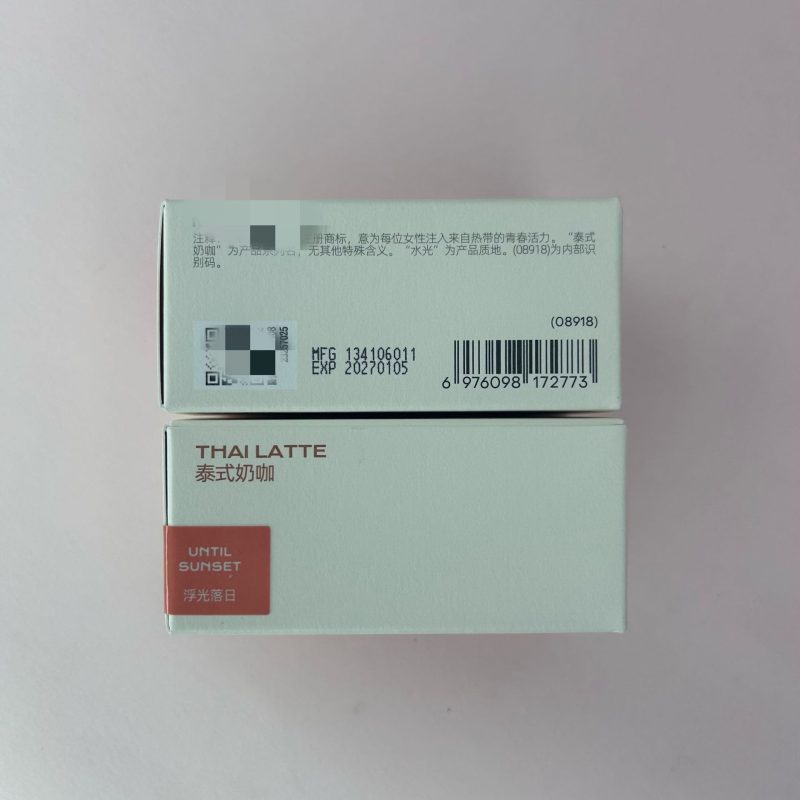 注释：册商标，意为每位女性注入来自热带的青春活力。“泰式
奶咖”为产品系列名，无其他特殊含义。“水光”为产品质地。(08918)为内部识
别码。
(08918)
MFG 134106011
EXP 20270105
6 976098 172773
THAI LATTE
泰式奶咖
UNTIL
SUNSET
浮光落日